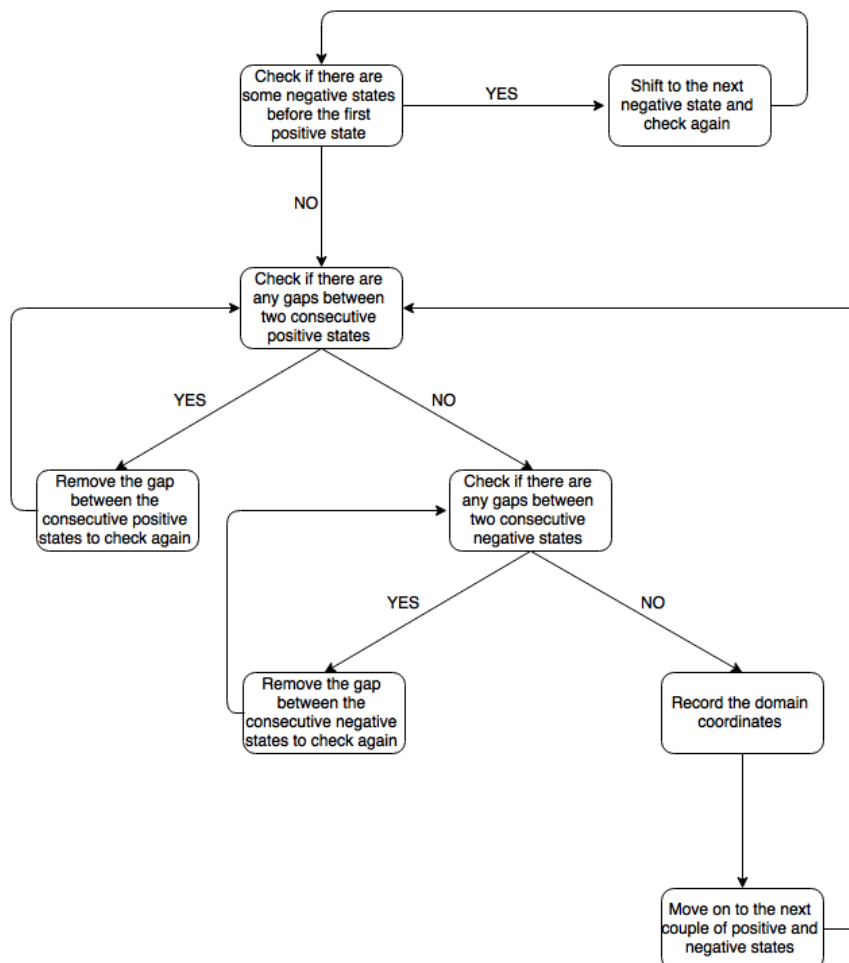 Check if there are
some negative states
before the first
positive state
YES
Shift to the next
negative state and
check again
NO
Check if there are
any gaps between
two consecutive
positive states
YES
NO
Remove the gap
between the
consecutive positive
states to check again
Check if there are
any gaps between
two consecutive
negative states
YES
NO
Remove the gap
between the
consecutive negative
states to check again
Record the domain
coordinates
Move on to the next
couple of positive and
negative states